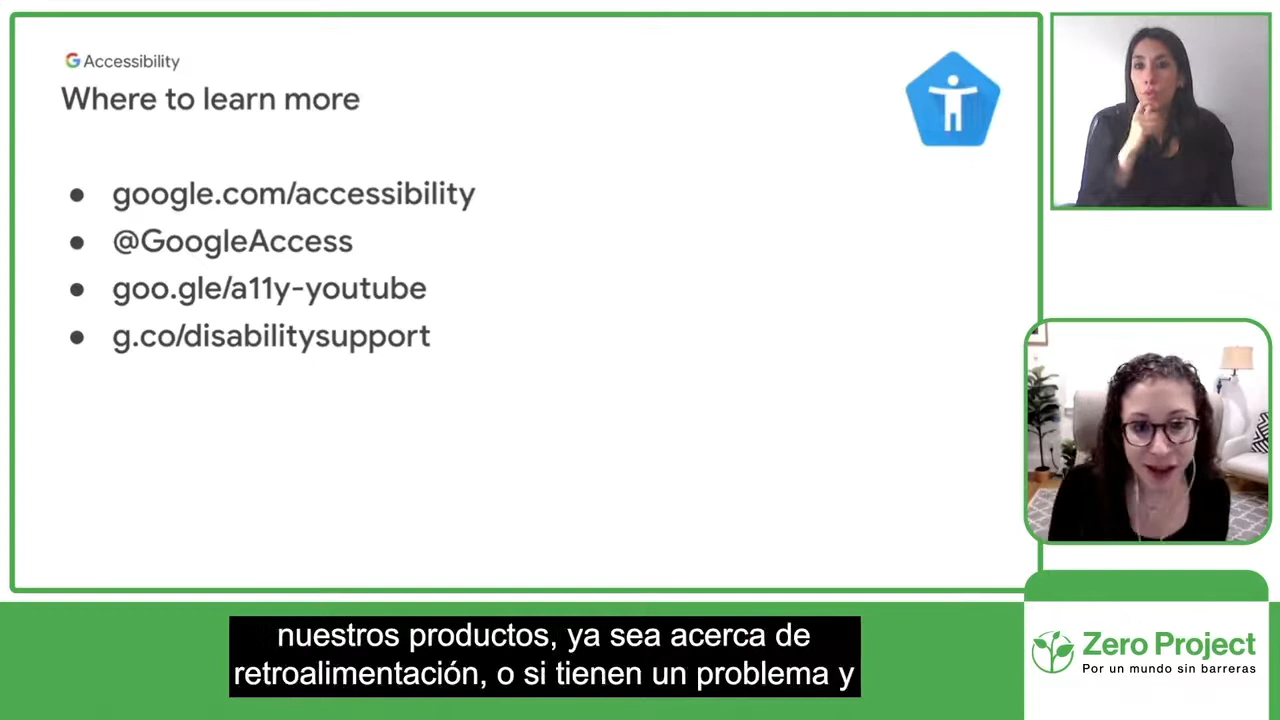 G Accessibility
Where to learn more
• google.com/accessibility
• @GoogleAccess
• goo.gle/a11y-youtube
• g.co/disabilitysupport
nuestros productos, ya sea acerca de
retroalimentación, o si tienen un problema y
Zero Project
Por un mundo sin barreras